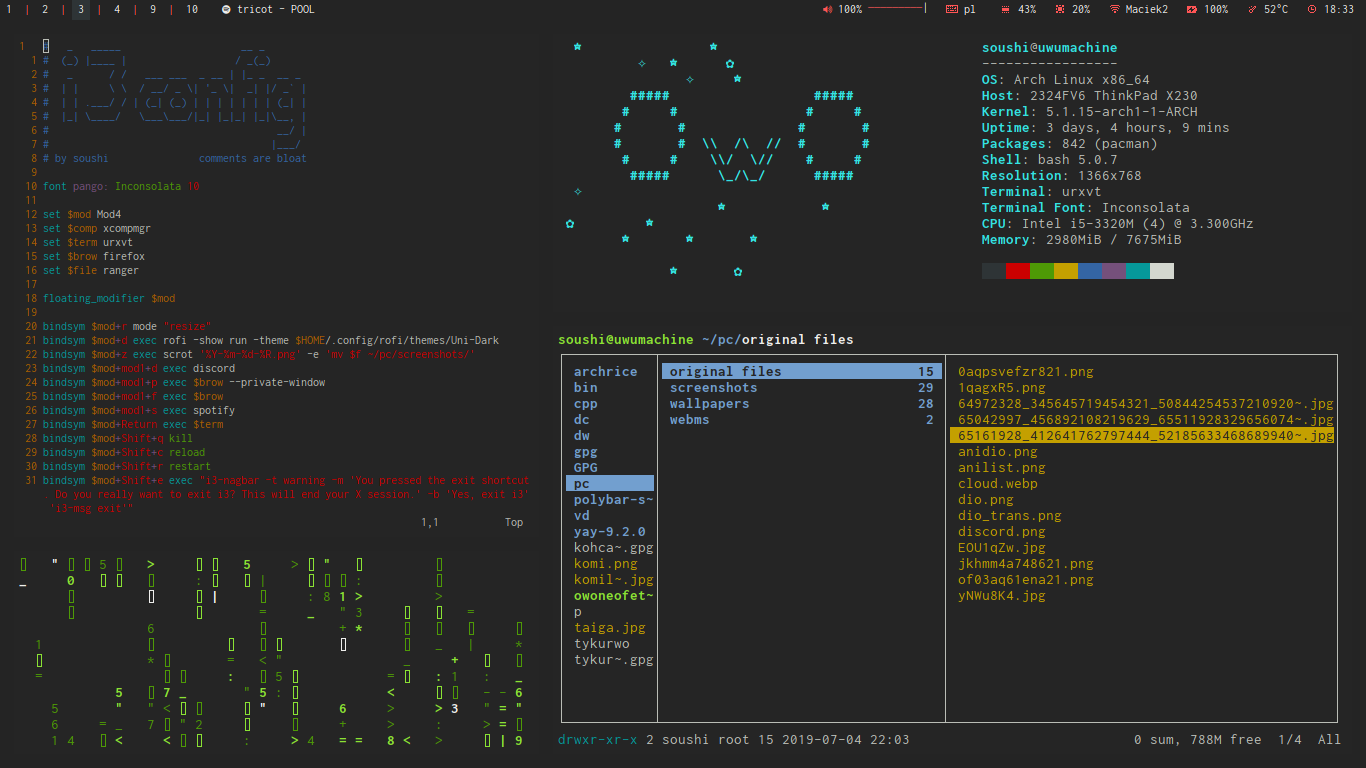 1 | 2 | 3 | 4 | 9 | 10 tricot - POOL 100% pl 43% 20% Maciek2 100% 52°C 18:33
1 #
1 #
2 #
3 #
4 #
5 #
6 #
7 #
8 # by soushi comments are bloat
9
10 font pango: Inconsolata 10
11
12 set $mod Mod4
13 set $comp xcompmgr
14 set $term urxvt
15 set $brow firefox
16 set $file ranger
17
18 floating_modifier $mod
19
20 bindsym $mod+r mode "resize"
21 bindsym $mod+d exec rofi -show run -theme $HOME/.config/rofi/themes/Uni-Dark
22 bindsym $mod+z exec scrot '%Y-%m-%d-%R.png' -e 'mv $f ~/pc/screenshots/'
23 bindsym $mod+mod1+d exec discord
24 bindsym $mod+mod1+p exec $brow --private-window
25 bindsym $mod+mod1+f exec $brow
26 bindsym $mod+mod1+s exec spotify
27 bindsym $mod+Return exec $term
28 bindsym $mod+Shift+q kill
29 bindsym $mod+Shift+c reload
30 bindsym $mod+Shift+r restart
31 bindsym $mod+Shift+e exec "i3-nagbar -t warning -m 'You pressed the exit shortcut
. Do you really want to exit i3? This will end your X session.' -b 'Yes, exit i3'
'i3-msg exit'"
1,1 Top
soushi@uwumachine
-----------------
OS: Arch Linux x86_64
Host: 2324FV6 ThinkPad X230
Kernel: 5.1.15-arch1-1-ARCH
Uptime: 3 days, 4 hours, 9 mins
Packages: 842 (pacman)
Shell: bash 5.0.7
Resolution: 1366x768
Terminal: urxvt
Terminal Font: Inconsolata
CPU: Intel i5-3320M (4) @ 3.300GHz
Memory: 2980MiB / 7675MiB
soushi@uwumachine ~/pc/original files
archrice
bin
cpp
dc
dw
gpg
GPG
pc
polybar-s~
vd
yay-9.2.0
kohca~.gpg
komi.png
komil~.jpg
owoneofet~
p
taiga.jpg
tykurwo
tykur~.gpg
original files 15
screenshots 29
wallpapers 28
webms 2
0aqpsvefzr821.png
1qagxR5.png
64972328_345645719454321_50844254537210920~.jpg
65042997_456892108219629_65511928329656074~.jpg
65161928_412641762797444_52185633468689940~.jpg
anidio.png
anilist.png
cloud.webp
dio.png
dio_trans.png
discord.png
EOU1qZw.jpg
jkhmm4a748621.png
of03aq61ena21.png
yNWu8K4.jpg
drwxr-xr-x 2 soushi root 15 2019-07-04 22:03 0 sum, 788M free 1/4 All